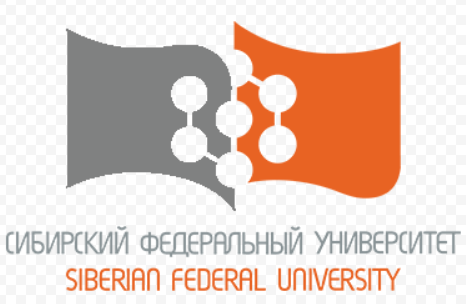 СИБИРСКИЙ ФЕДЕРАЛЬНЫЙ УНИВЕРСИТЕТ
SIBERIAN FEDERAL UNIVERSITY